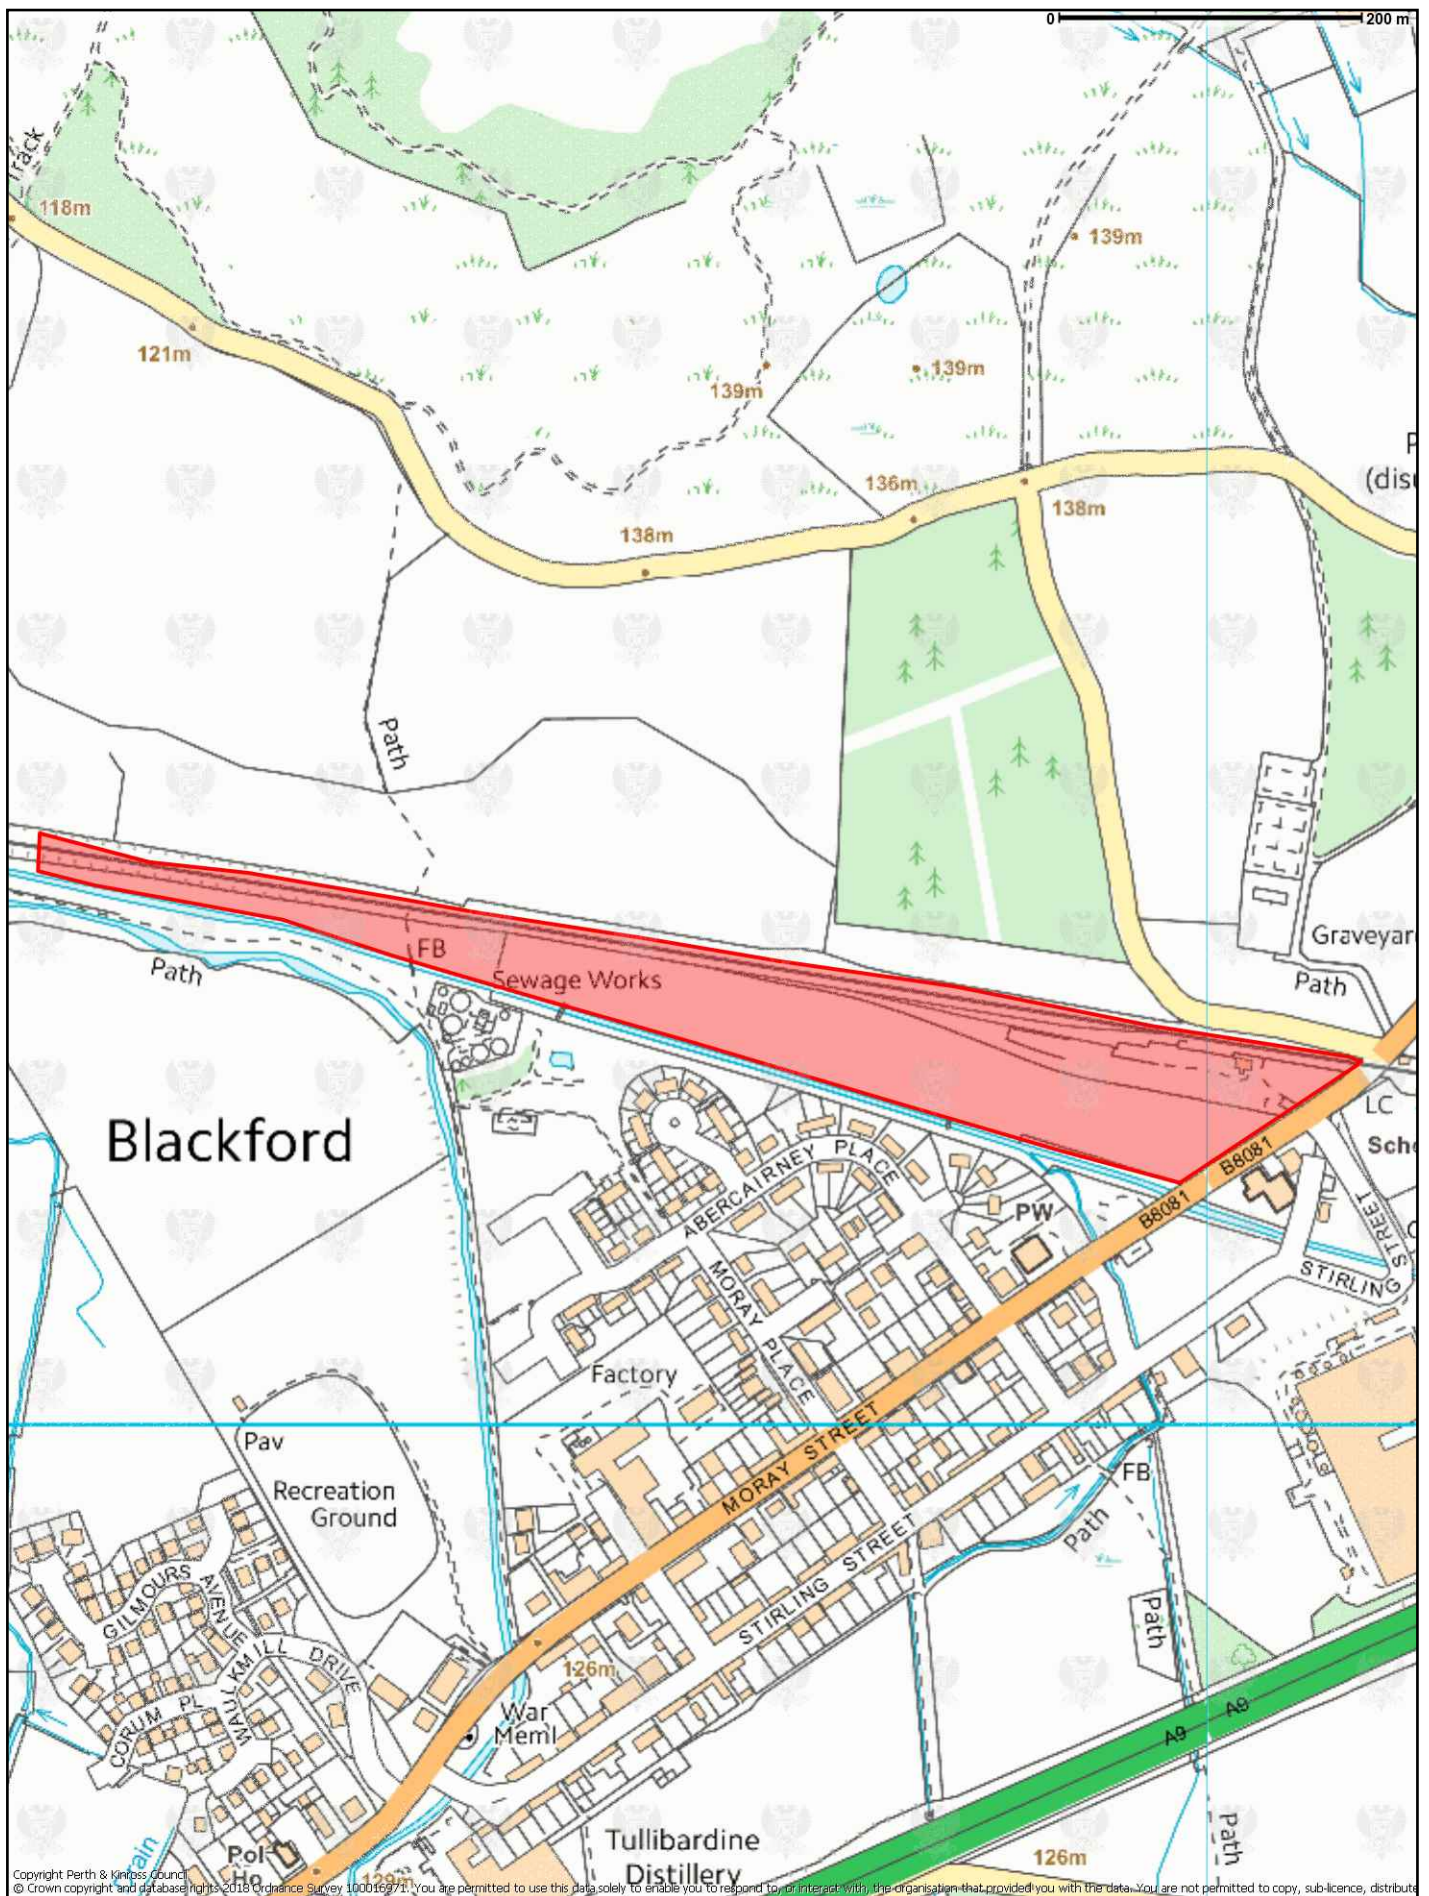 0 200 m
Track
118m
139m
121m
139m
139m
136m
138m
138m
Path
FB
Sewage Works
Path
Graveyar
Path
LC
Blackford
ABERCAIRNEY PLACE
PW
B8081
B8081
STIRLING STREET
MORAY PLACE
Factory
Pav
Recreation
Ground
MORAY STREET
FB
Path
STIRLING STREET
Path
GILMOURS AVENUE
WAULKMILL DRIVE
CORUM PL
126m
War
Meml
A9
A9
Path
Tullibardine
Distillery
126m
Pol
Ho
129m
Drain
Copyright Perth & Kinross Council
© Crown copyright and database rights 2018 Ordnance Survey 100016971. You are permitted to use this data solely to enable you to respond to, or interact with, the organisation that provided you with the data. You are not permitted to copy, sub-licence, distribute